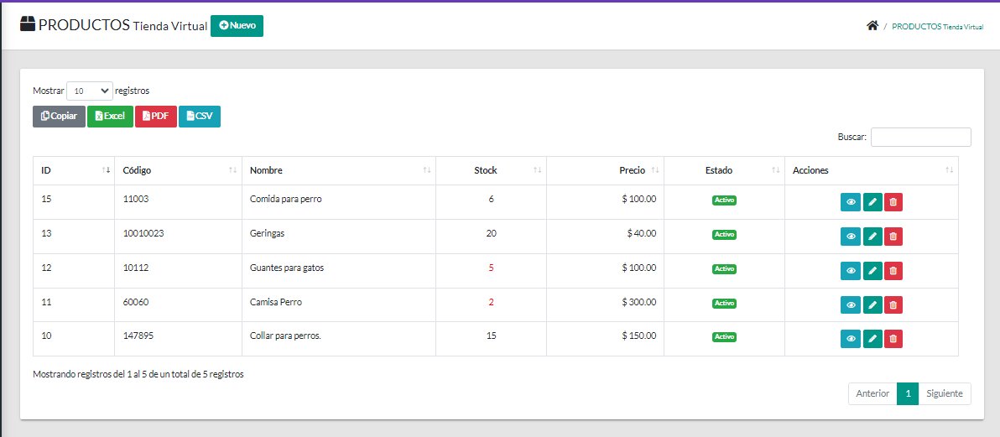 PRODUCTOS Tienda Virtual Nuevo
/ PRODUCTOS Tienda Virtual
Mostrar 10 registros
Copiar Excel PDF CSV
Buscar:
ID Código Nombre Stock Precio Estado Acciones
15 11003 Comida para perro 6 $ 100.00 Activo
13 10010023 Geringas 20 $ 40.00 Activo
12 10112 Guantes para gatos 5 $ 100.00 Activo
11 60060 Camisa Perro 2 $ 300.00 Activo
10 147895 Collar para perros. 15 $ 150.00 Activo
Mostrando registros del 1 al 5 de un total de 5 registros
Anterior 1 Siguiente